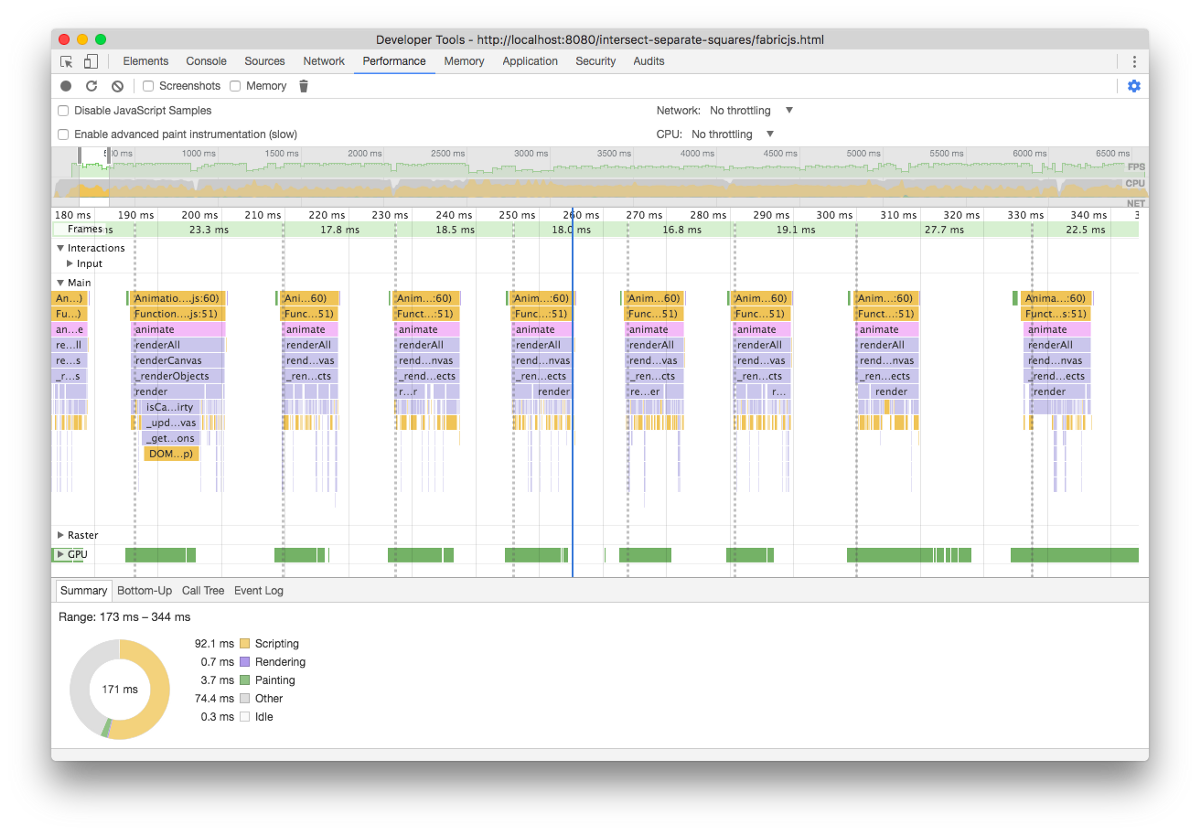 Developer Tools - http://localhost:8080/intersect-separate-squares/fabricjs.html
Elements Console Sources Network Performance Memory Application Security Audits
Screenshots Memory
Disable JavaScript Samples Network: No throttling
Enable advanced paint instrumentation (slow) CPU: No throttling
1000 ms 1500 ms 2000 ms 2500 ms 3000 ms 3500 ms 4000 ms 4500 ms 5000 ms 5500 ms 6000 ms 6500 ms
FPS
CPU
NET
180 ms 190 ms 200 ms 210 ms 220 ms 230 ms 240 ms 250 ms 260 ms 270 ms 280 ms 290 ms 300 ms 310 ms 320 ms 330 ms 340 ms 3
Frames 23.3 ms 17.8 ms 18.5 ms 18.0 ms 16.8 ms 19.1 ms 27.7 ms 22.5 ms
Interactions
Input
Main
An...) Animatio....js:60) Ani...60) Anim...:60) Anim...:60) Anim...60) Anim...:60) Anim...:60) Anima...:60)
Fu...) Function....js:51) Func...:51) Funct...:51) Func...:51) Func...:51) Func...:51) Funct...:51) Funct...:51)
an...e animate animate animate animate animate animate animate animate
re...ll renderAll renderAll renderAll renderAll renderAll renderAll renderAll renderAll
re...s renderCanvas rend...vas rend...nvas rend...nvas rend...vas rend...vas rend...nvas rend...nvas
_r...s _renderObjects _ren...cts _rend...ects _ren...ects _ren...cts _ren...cts _rend...ects _rend...ects
render r...r render re...er r... render render
isCa...irty
_upd...vas
_get...ons
DOM...p)
Raster
GPU
Summary Bottom-Up Call Tree Event Log
Range: 173 ms – 344 ms
92.1 ms Scripting
0.7 ms Rendering
171 ms 3.7 ms Painting
74.4 ms Other
0.3 ms Idle